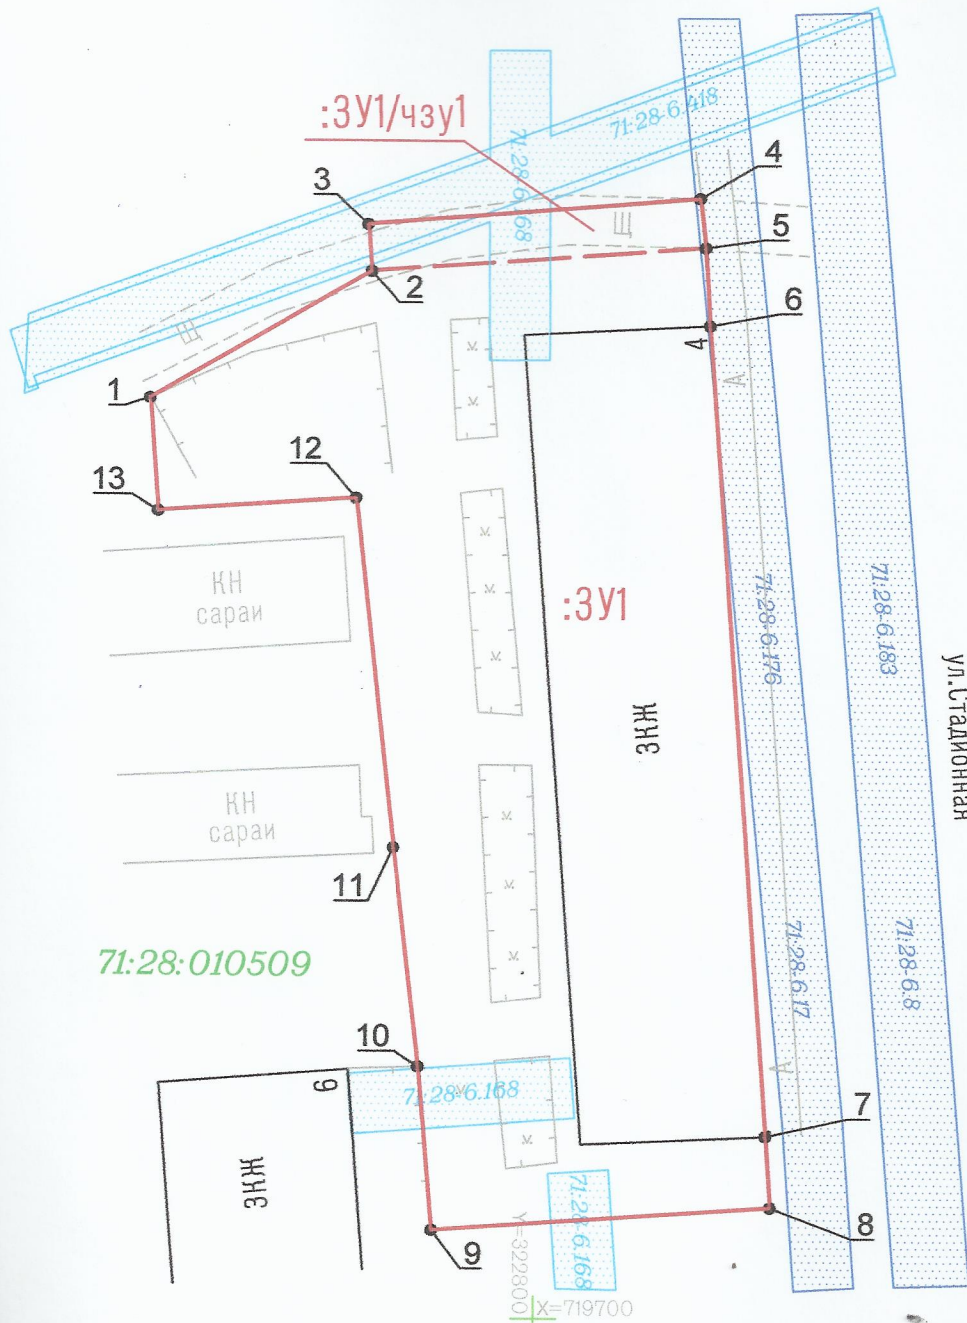 :ЗУ1/чзу1
71:28-6.418
71:28-6.168
3
4
Щ
5
2
6
Щ
1
4
А
12
13
КН
сараи
:ЗУ1
71:28-6.176
71:28-6.183
ул.Стадионная
3КЖ
КН
сараи
11
71:28:010509
71:28-6.17
71:28-6.8
10
6
71:28-6.168
А
7
3КЖ
71:28-6.168
8
9
Y=322800
X=719700